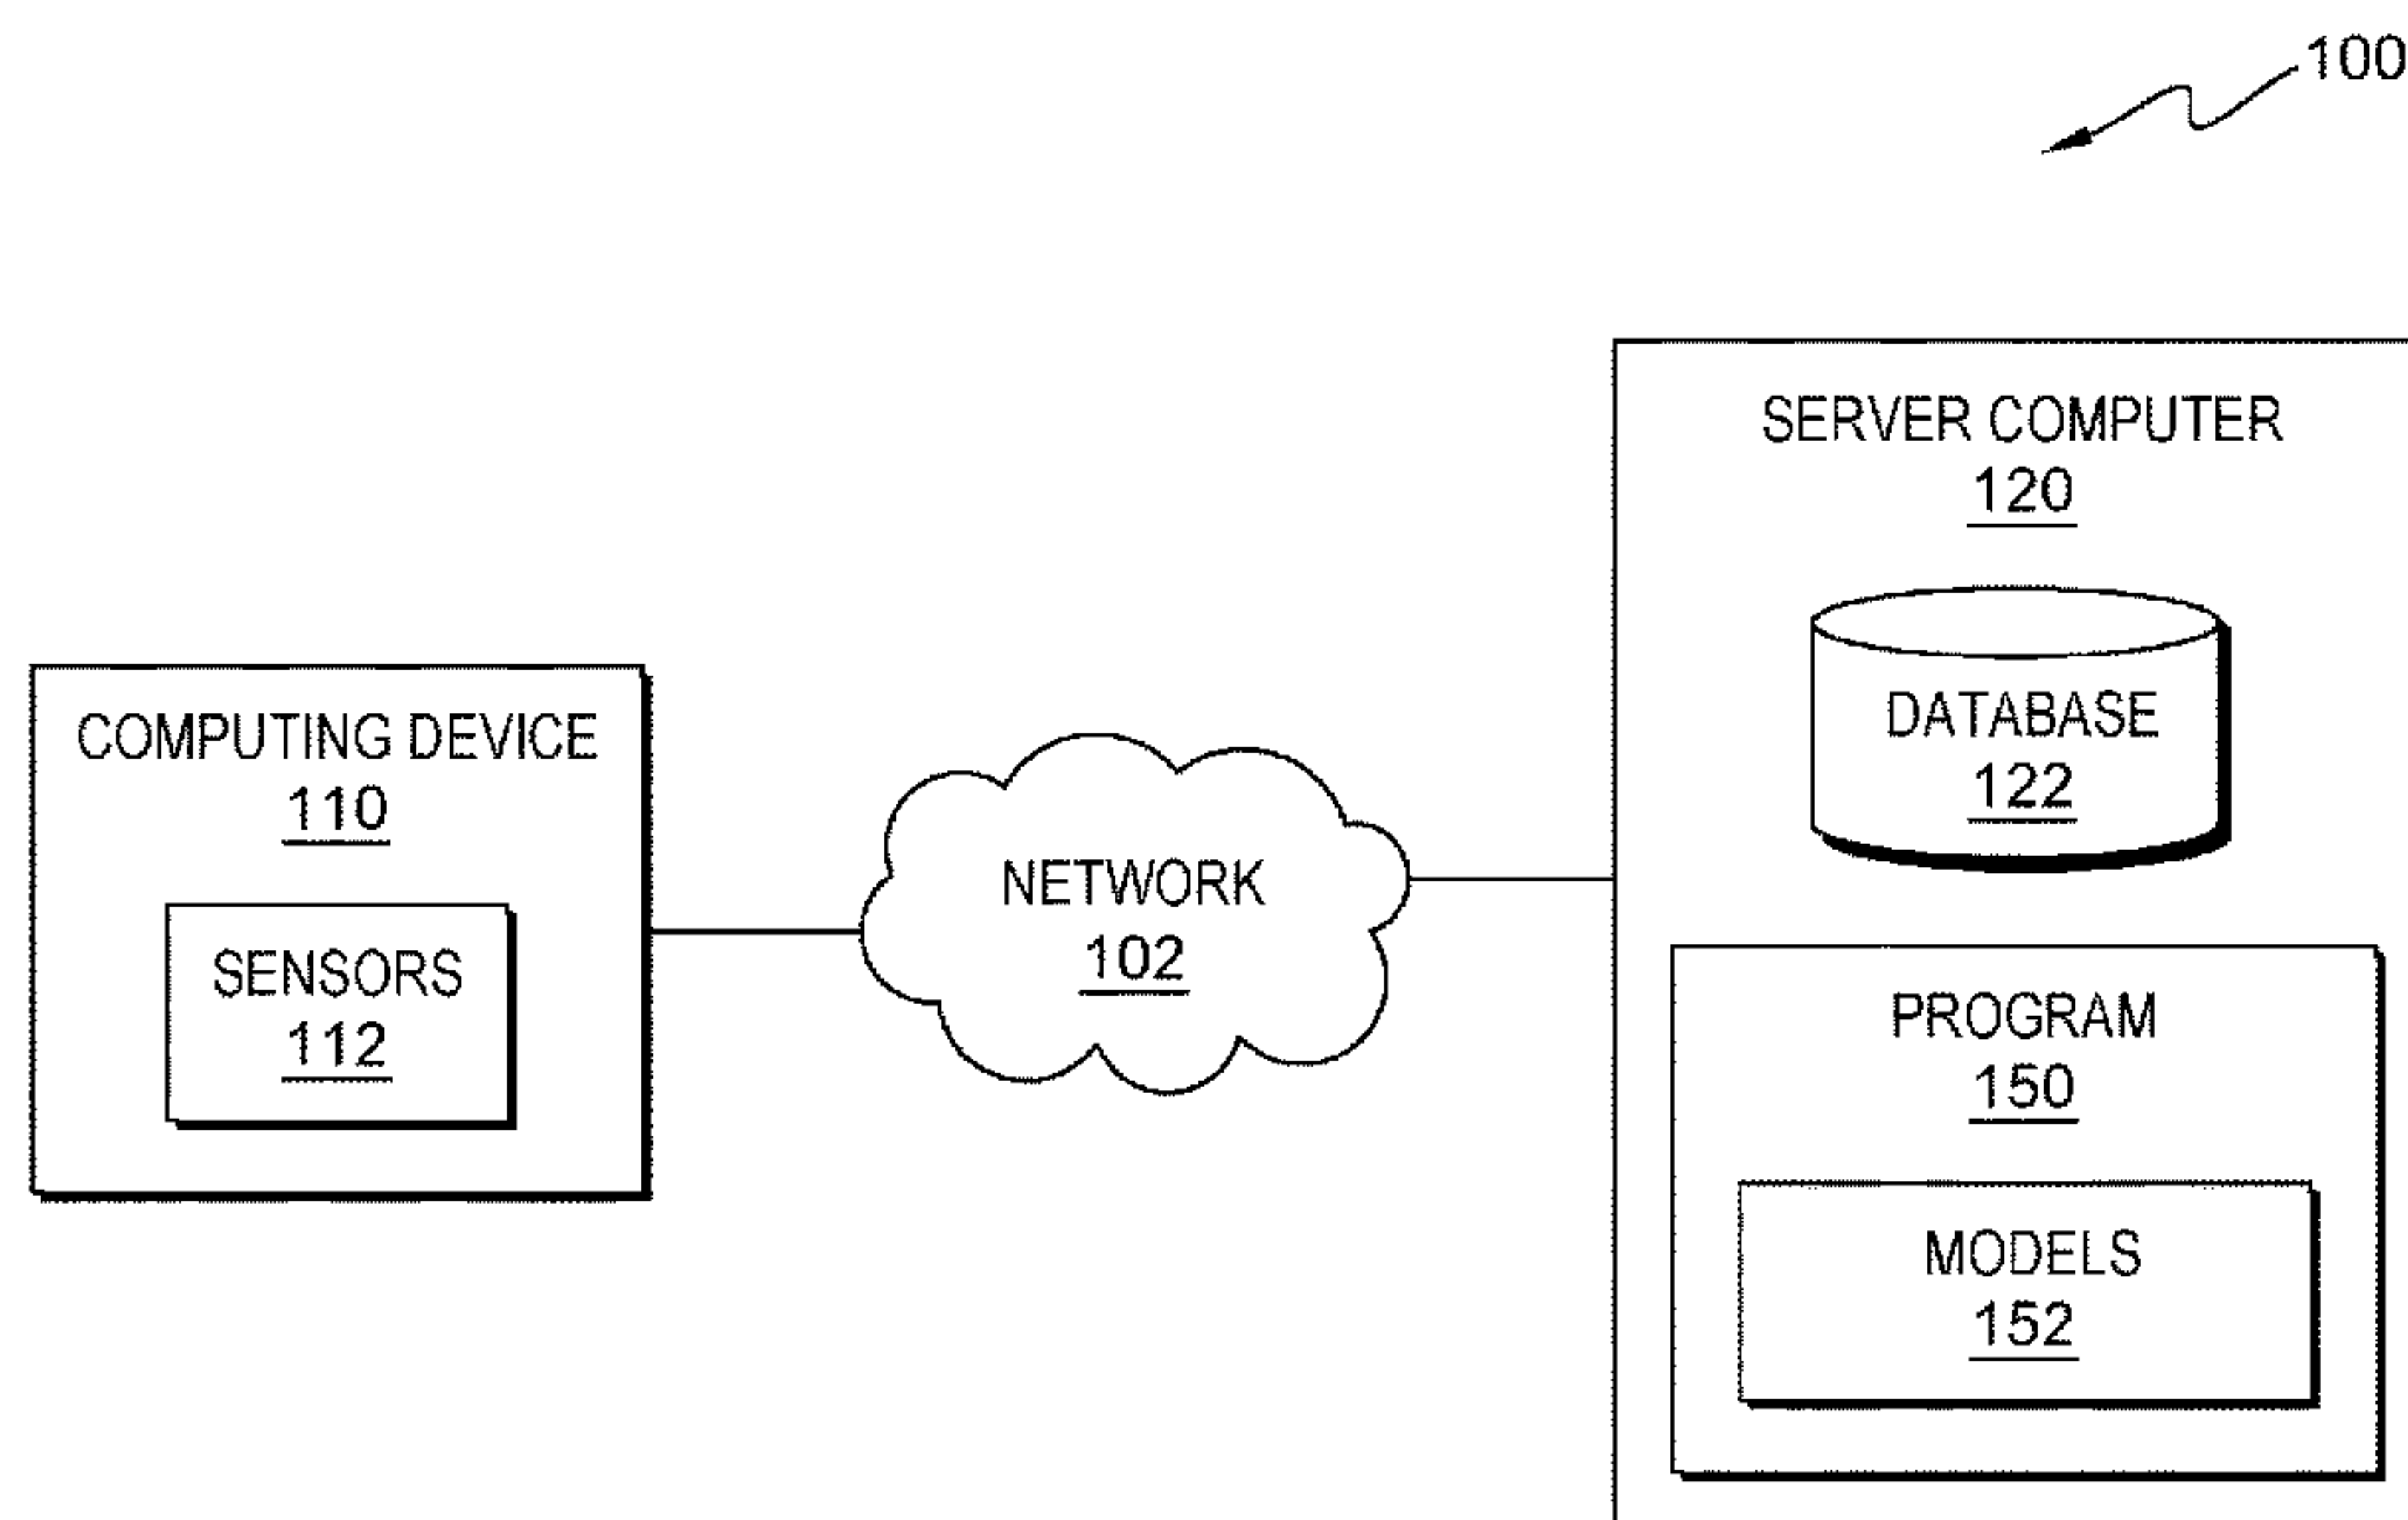 100
SERVER COMPUTER
120
DATABASE
122
COMPUTING DEVICE
110
SENSORS
112
NETWORK
102
PROGRAM
150
MODELS
152